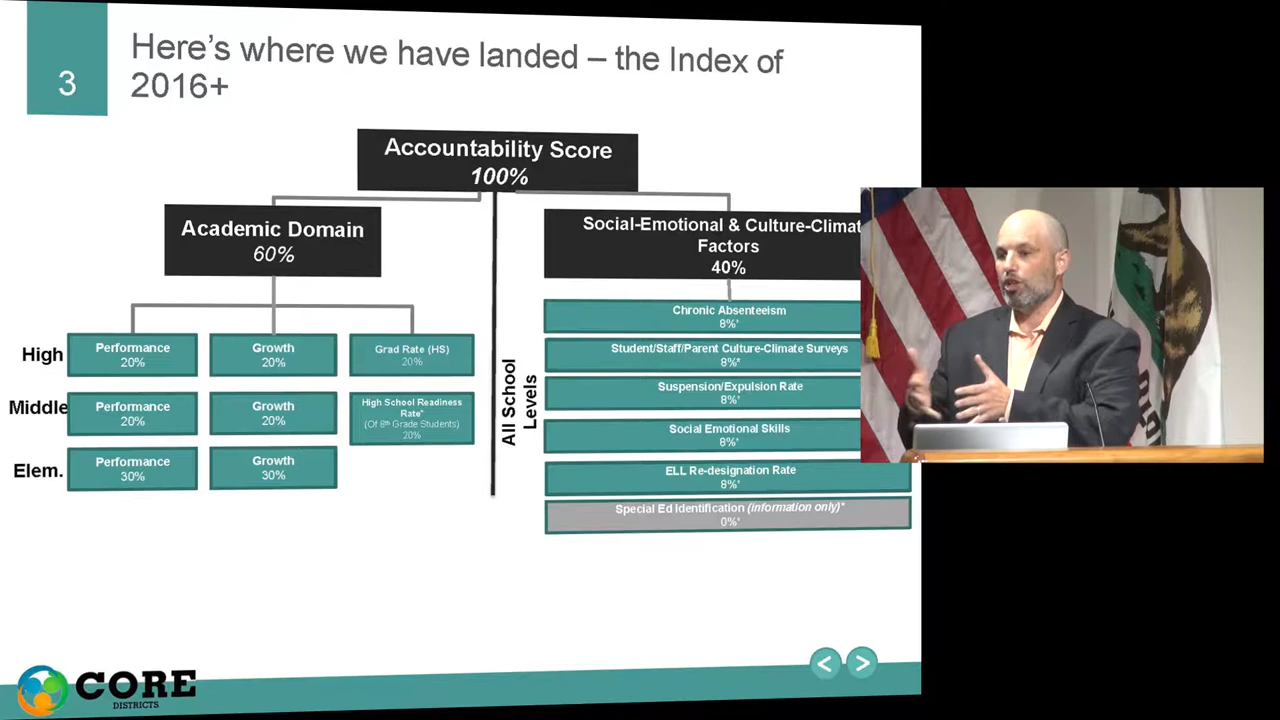 3
Here's where we have landed – the Index of
2016+
Accountability Score
100%
Academic Domain
60%
Social-Emotional & Culture-Climat
Factors
40%
High
Performance
20%
Growth
20%
Grad Rate (HS)
20%
Middle
Performance
20%
Growth
20%
High School Readiness
Rate*
(Of 8th Grade Students)
20%
Elem.
Performance
30%
Growth
30%
All School
Levels
Chronic Absenteeism
8%*
Student/Staff/Parent Culture-Climate Surveys
8%*
Suspension/Expulsion Rate
8%*
Social Emotional Skills
8%*
ELL Re-designation Rate
8%*
Special Ed Identification (information only)*
0%*
< >
CORE
DISTRICTS